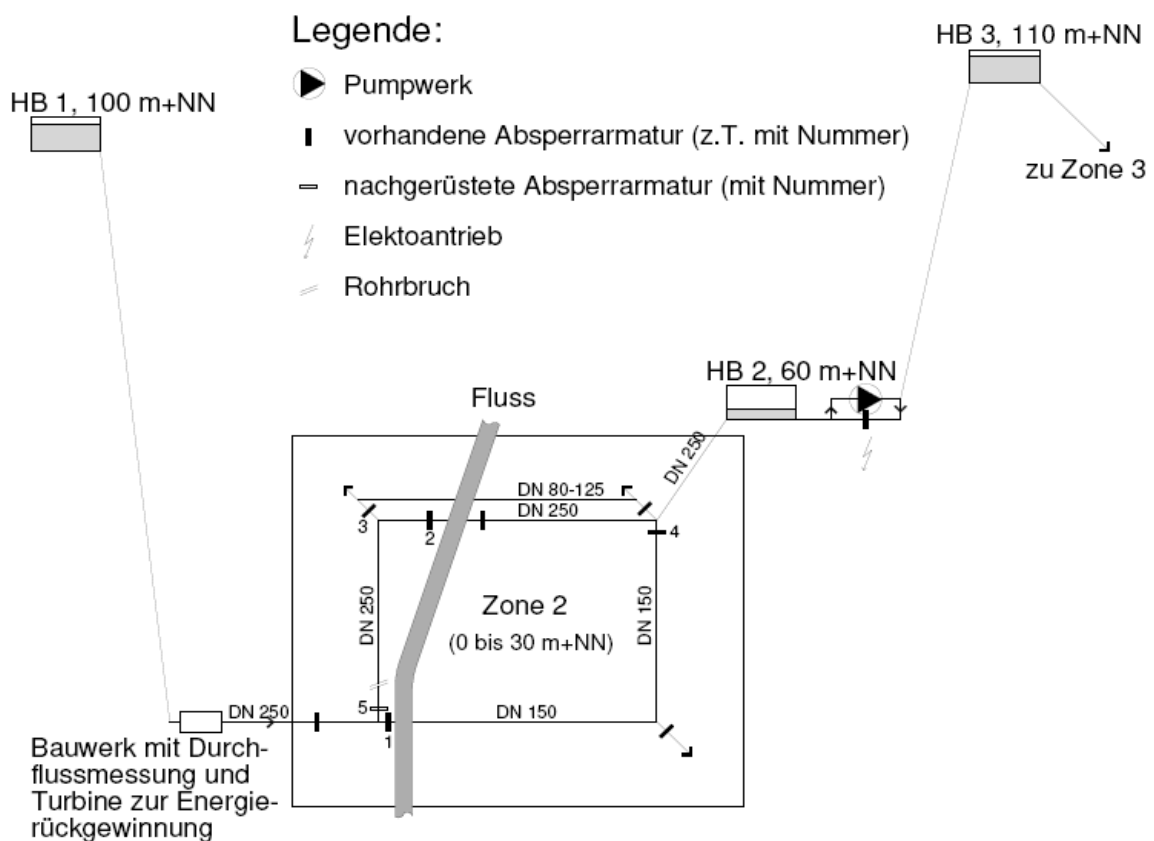 Legende:
HB 3, 110 m+NN
HB 1, 100 m+NN
Pumpwerk
vorhandene Absperrarmatur (z.T. mit Nummer)
zu Zone 3
nachgerüstete Absperrarmatur (mit Nummer)
Elektoantrieb
Rohrbruch
HB 2, 60 m+NN
Fluss
DN 250
DN 80-125
DN 250
3
2
4
DN 250
Zone 2
(0 bis 30 m+NN)
DN 150
5
DN 250
DN 150
1
Bauwerk mit Durch-
flussmessung und
Turbine zur Energie-
rückgewinnung